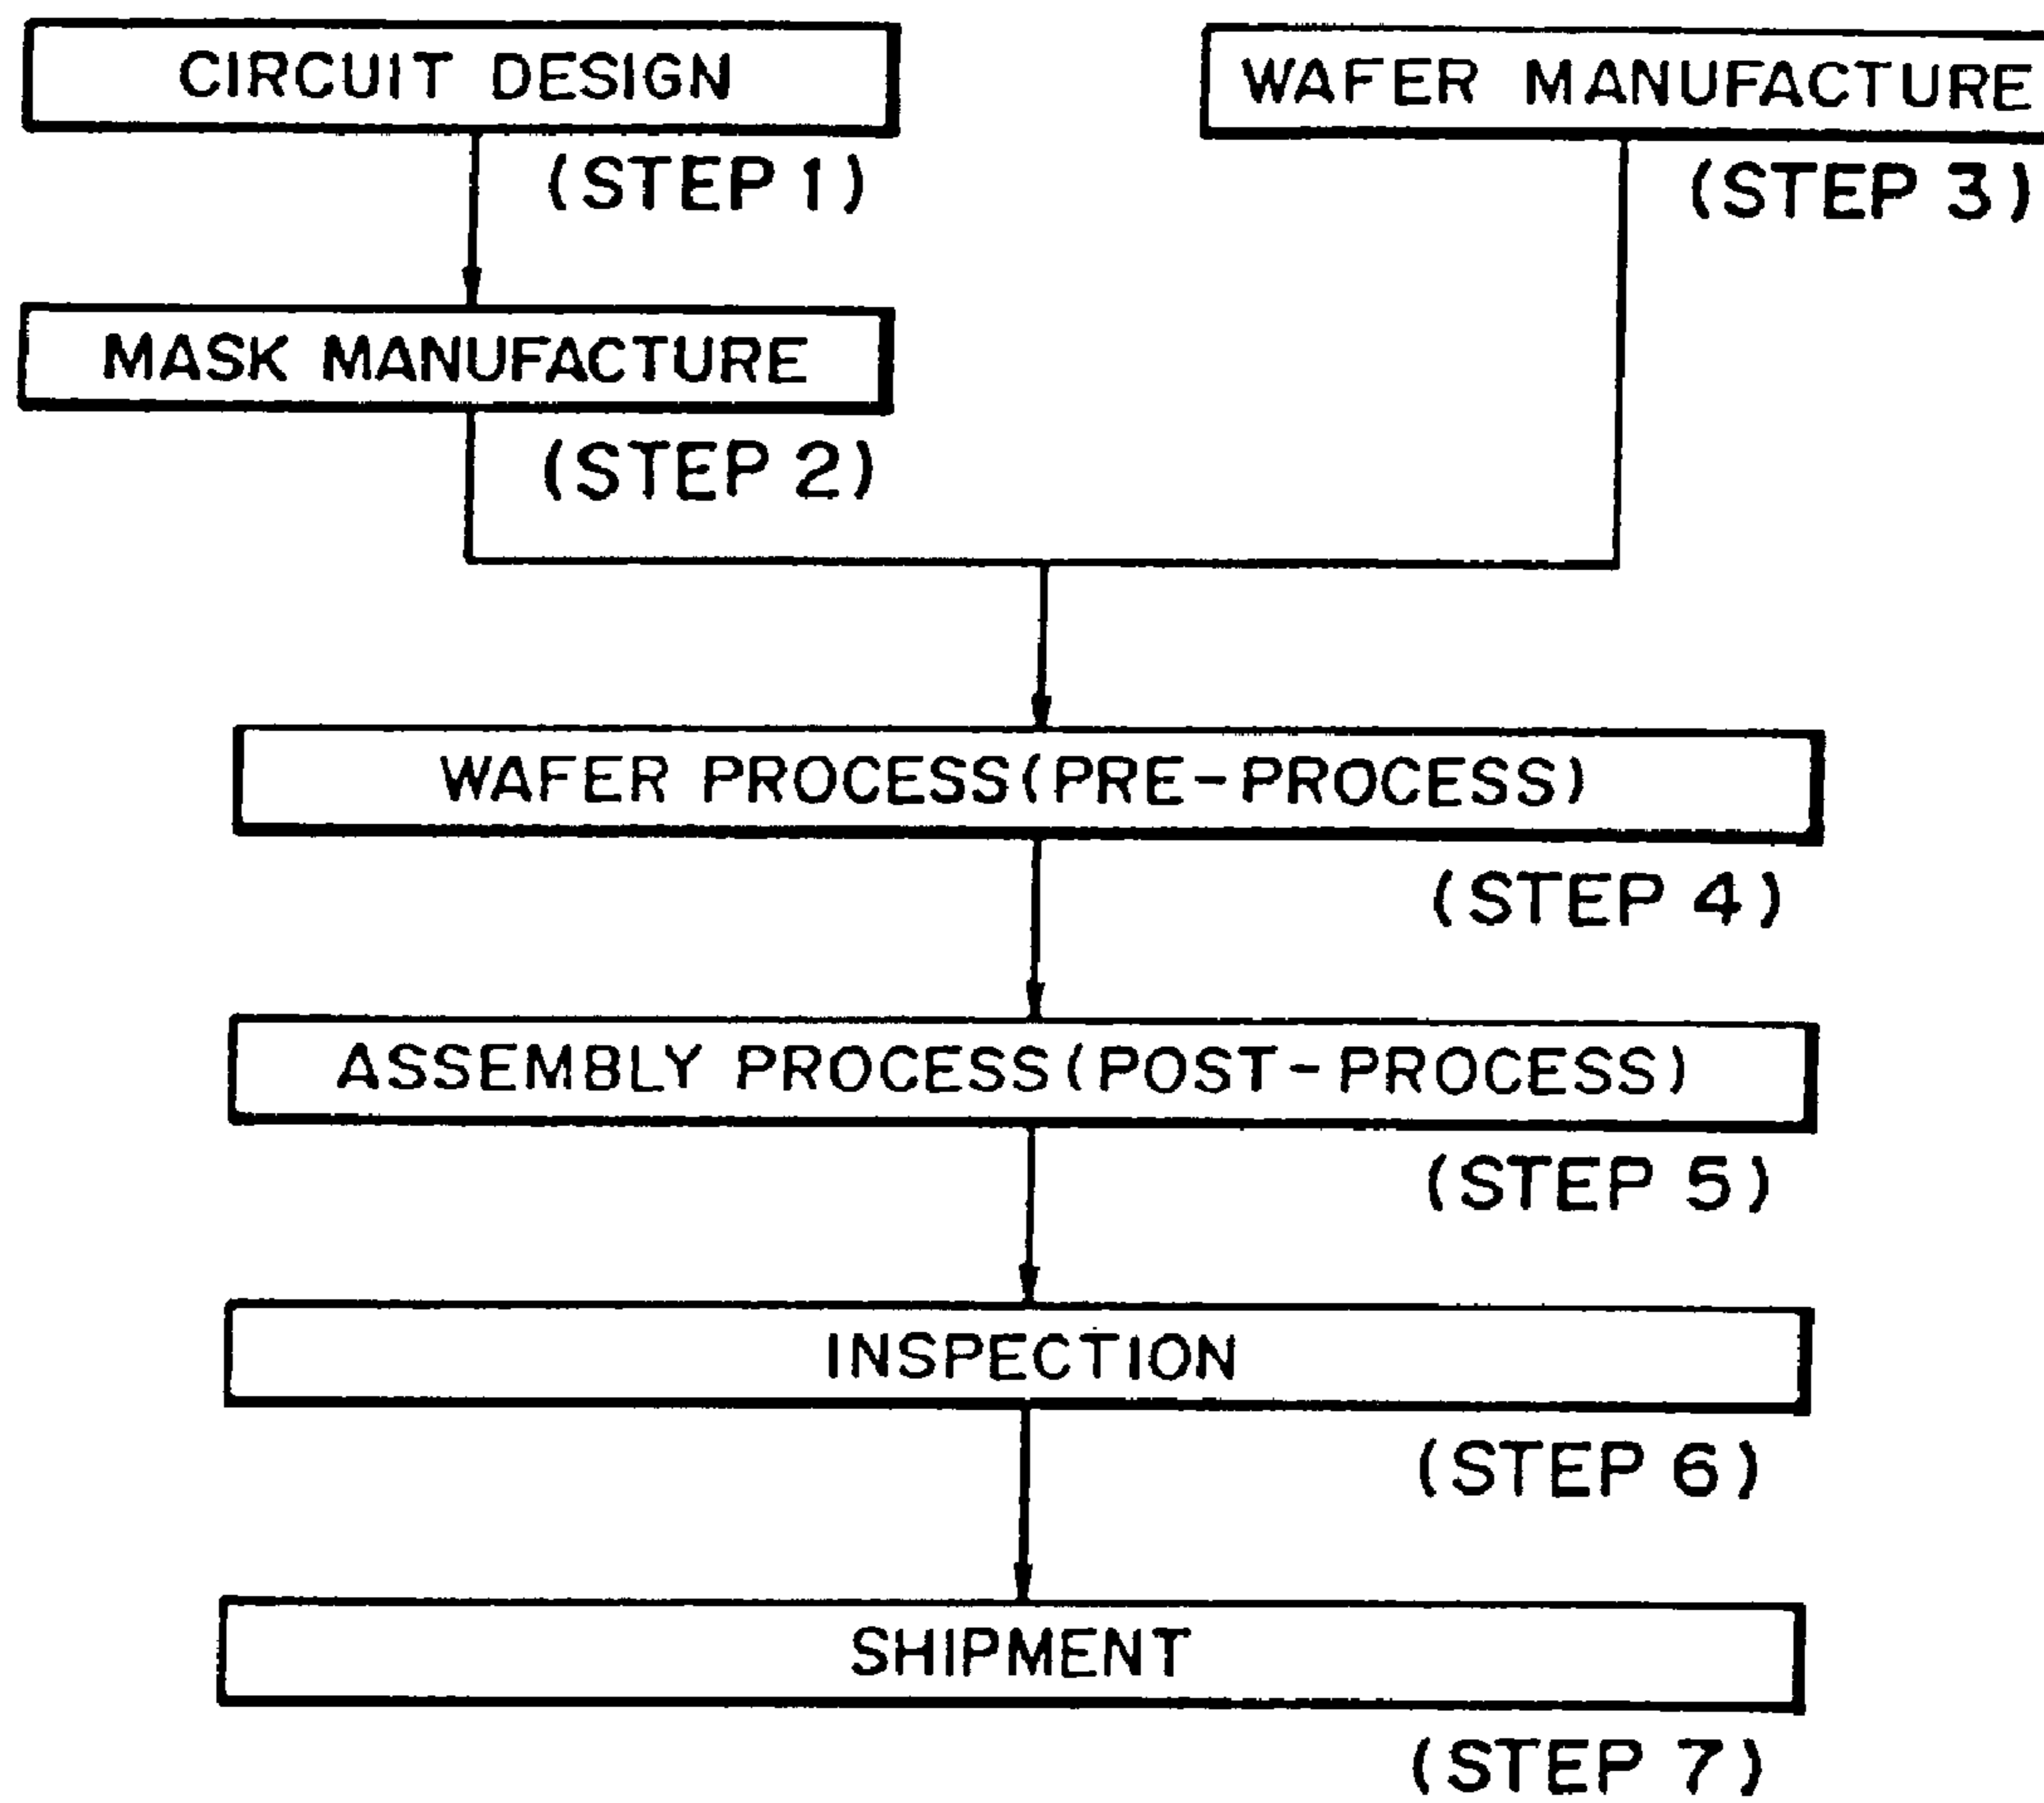 CIRCUIT DESIGN
(STEP 1)
WAFER MANUFACTURE
(STEP 3)
MASK MANUFACTURE
(STEP 2)
WAFER PROCESS(PRE-PROCESS)
(STEP 4)
ASSEMBLY PROCESS(POST-PROCESS)
(STEP 5)
INSPECTION
(STEP 6)
SHIPMENT
(STEP 7)